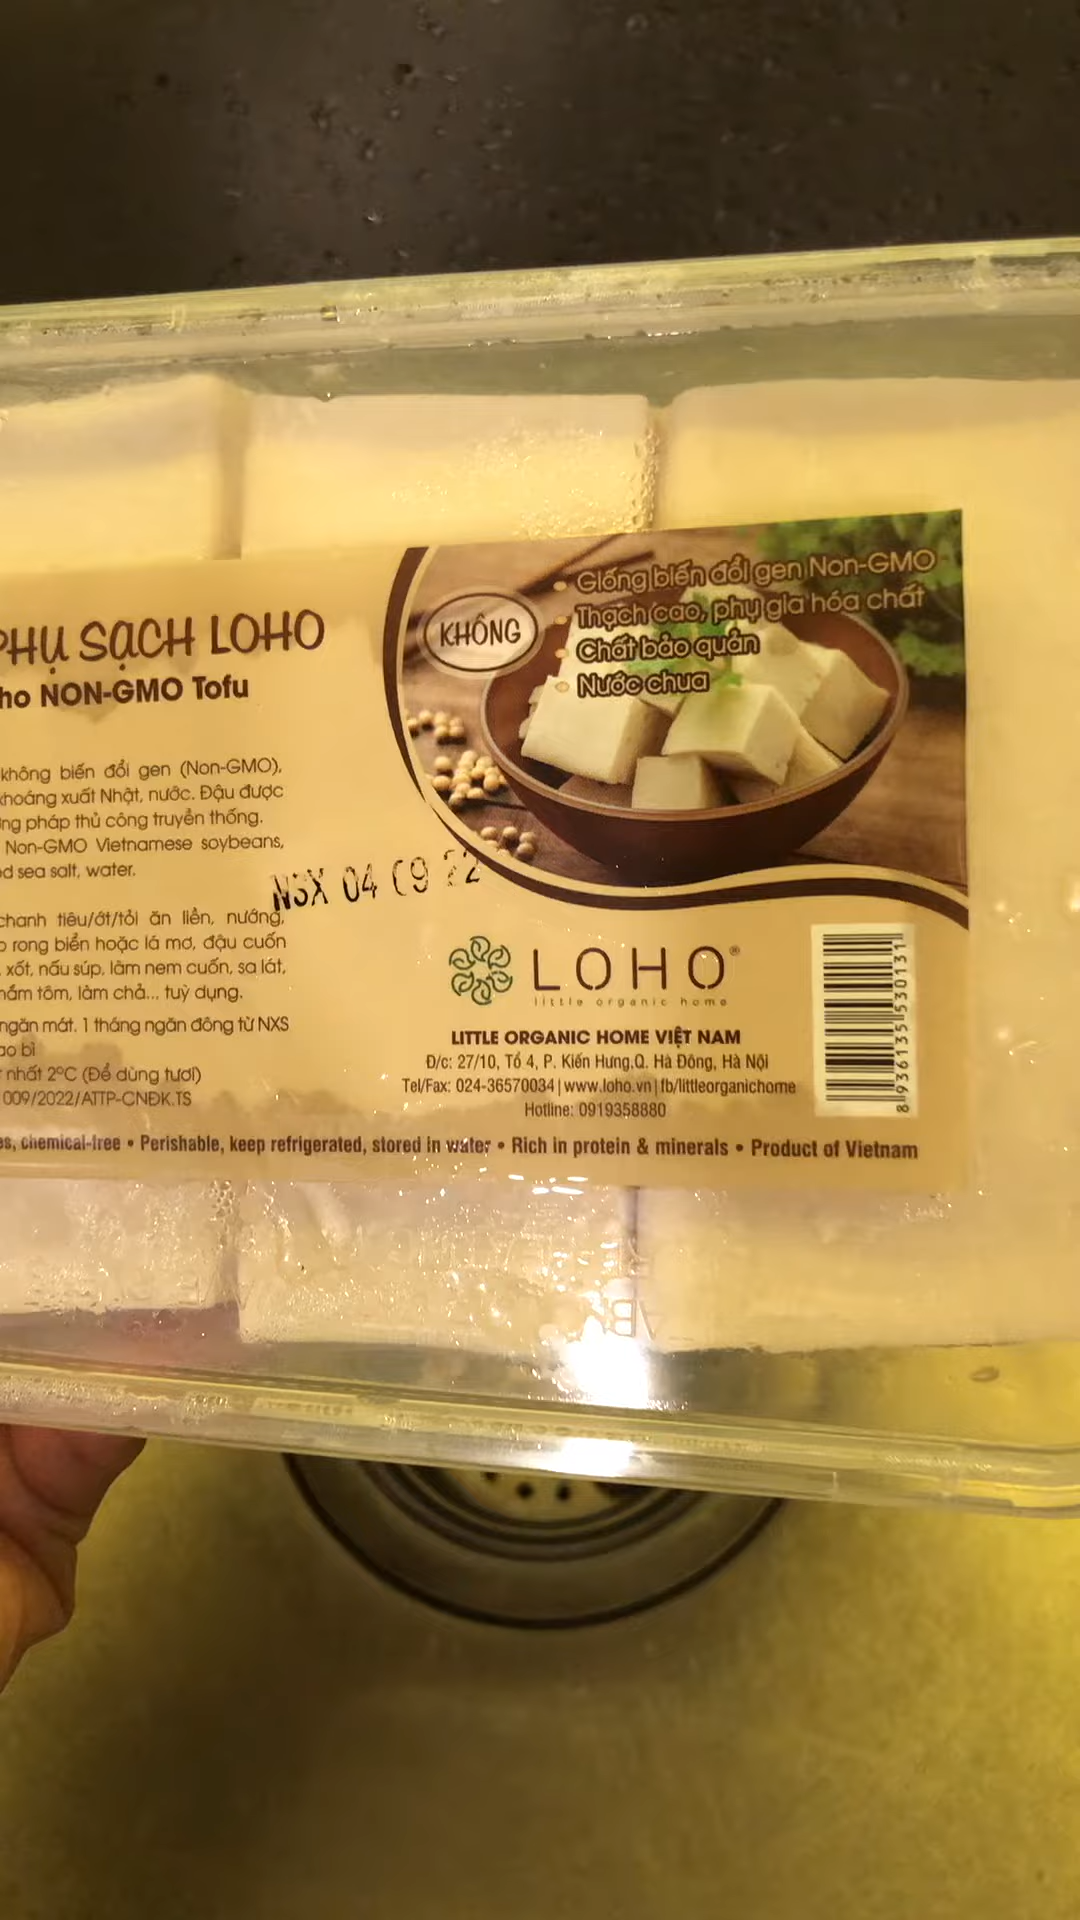 PHỤ SẠCH LOHO
ho NON-GMO Tofu
không biến đổi gen (Non-GMO),
khoáng xuất Nhật, nước. Đậu được
ng pháp thủ công truyền thống.
Non-GMO Vietnamese soybeans,
d sea salt, water.
NSX 04 09 22
chanh tiêu/ớt/tỏi ăn liền, nướng,
rong biển hoặc lá mơ, đậu cuốn
xốt, nấu súp, làm nem cuốn, sa lát,
mắm tôm, làm chả... tuỳ dụng.
ngăn mát. 1 tháng ngăn đông từ NXS
ao bì
nhất 2°C (Để dùng tươi)
009/2022/ATTP-CNĐK.TS
KHÔNG
Giống biến đổi gen Non-GMO
Thạch cao, phụ gia hóa chất
Chất bảo quản
Nước chua
LOHO®
little organic home
LITTLE ORGANIC HOME VIỆT NAM
Đ/c: 27/10, Tổ 4, P. Kiến Hưng.Q. Hà Đông, Hà Nội
Tel/Fax: 024-36570034 | www.loho.vn | fb/littleorganichome
Hotline: 0919358880
8936135530131
es, chemical-free • Perishable, keep refrigerated, stored in water • Rich in protein & minerals • Product of Vietnam